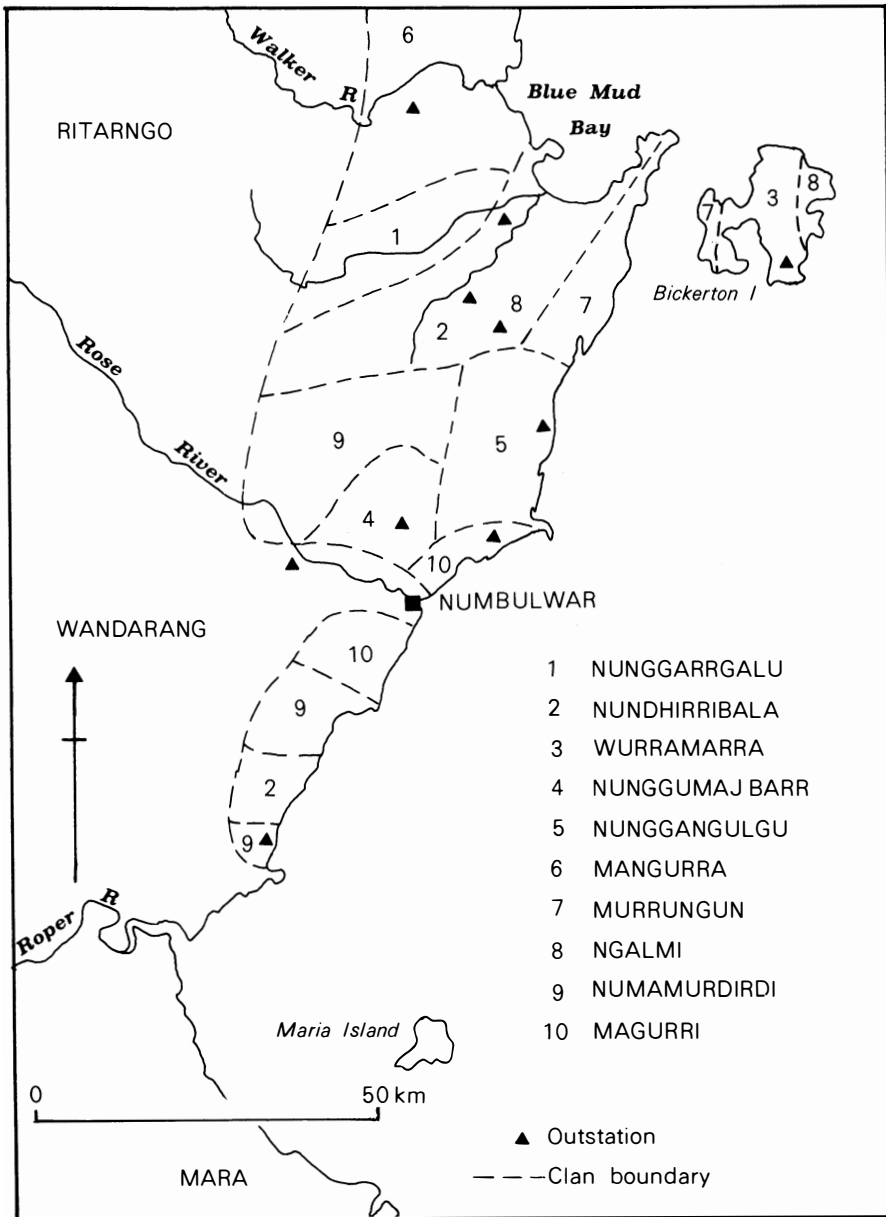 6
Walker R
Blue Mud
Bay
RITARNGO
3
8
7
1
Bickerton I
8
7
2
Rose River
9
5
4
10
NUMBULWAR
WANDARANG
10
9
2
9
1 NUNGGARRGALU
2 NUNDHIRRIBALA
3 WURRAMARRA
4 NUNGGUMAJ BARR
5 NUNGGANGULGU
6 MANGURRA
7 MURRUNGUN
8 NGALMI
9 NUMAMURDIRDI
10 MAGURRI
Roper R
Maria Island
0 50 km
Outstation
Clan boundary
MARA